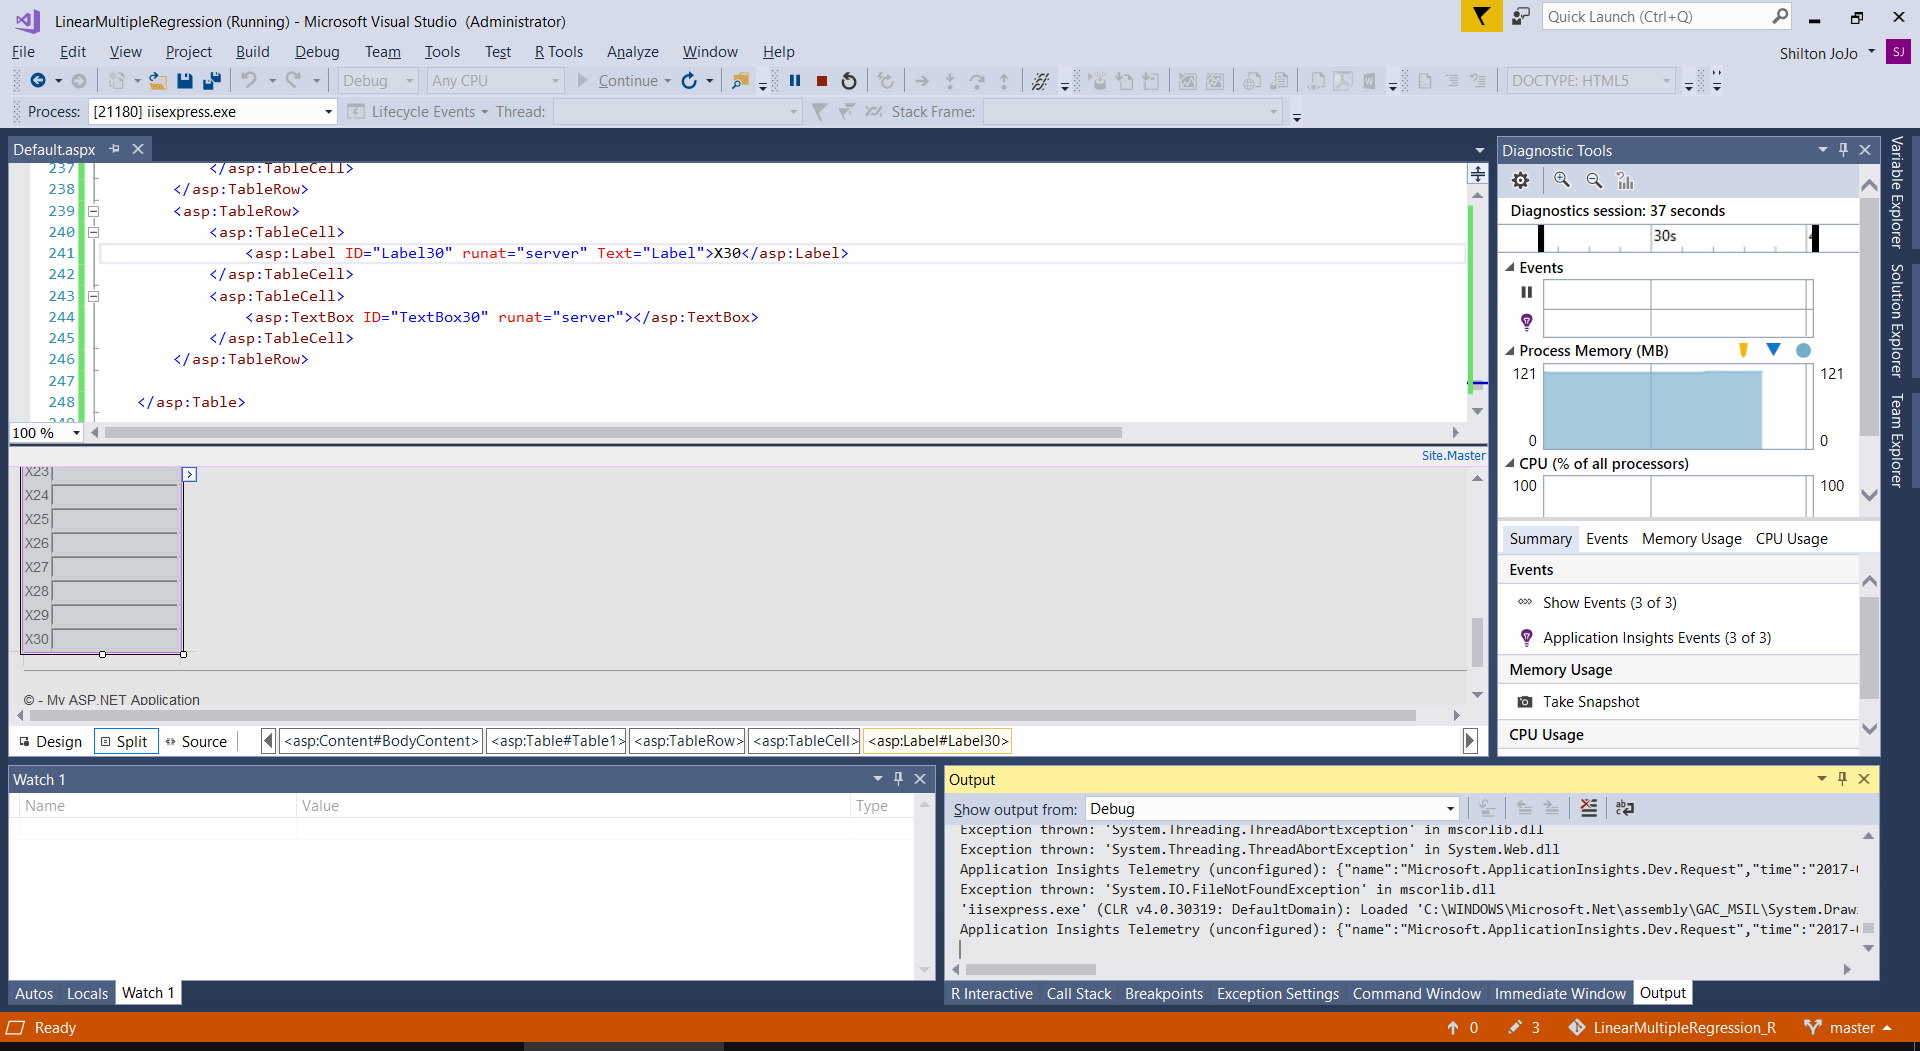 LinearMultipleRegression (Running) - Microsoft Visual Studio (Administrator)
Quick Launch (Ctrl+Q)
File Edit View Project Build Debug Team Tools Test R Tools Analyze Window Help
Shilton JoJo SJ
Debug Any CPU Continue DOCTYPE: HTML5
Process: [21180] iisexpress.exe Lifecycle Events Thread: Stack Frame:
Default.aspx
237 </asp:TableCell>
238 </asp:TableRow>
239 <asp:TableRow>
240 <asp:TableCell>
241 <asp:Label ID="Label30" runat="server" Text="Label">X30</asp:Label>
242 </asp:TableCell>
243 <asp:TableCell>
244 <asp:TextBox ID="TextBox30" runat="server"></asp:TextBox>
245 </asp:TableCell>
246 </asp:TableRow>
247
248 </asp:Table>
249
100 %
Site.Master
X23
X24
X25
X26
X27
X28
X29
X30
© - My ASP.NET Application
Design Split Source <asp:Content#BodyContent> <asp:Table#Table1> <asp:TableRow> <asp:TableCell> <asp:Label#Label30>
Diagnostic Tools
Diagnostics session: 37 seconds
30s
Events
Process Memory (MB)
121 121
0 0
CPU (% of all processors)
100 100
Summary Events Memory Usage CPU Usage
Events
Show Events (3 of 3)
Application Insights Events (3 of 3)
Memory Usage
Take Snapshot
CPU Usage
Variable Explorer
Solution Explorer
Team Explorer
Watch 1
Name Value Type
Autos Locals Watch 1
Output
Show output from: Debug
Exception thrown: 'System.Threading.ThreadAbortException' in mscorlib.dll
Exception thrown: 'System.Threading.ThreadAbortException' in System.Web.dll
Application Insights Telemetry (unconfigured): {"name":"Microsoft.ApplicationInsights.Dev.Request","time":"2017-
Exception thrown: 'System.IO.FileNotFoundException' in mscorlib.dll
'iisexpress.exe' (CLR v4.0.30319: DefaultDomain): Loaded 'C:\WINDOWS\Microsoft.Net\assembly\GAC_MSIL\System.Draw
Application Insights Telemetry (unconfigured): {"name":"Microsoft.ApplicationInsights.Dev.Request","time":"2017-
R Interactive Call Stack Breakpoints Exception Settings Command Window Immediate Window Output
Ready
0 3 LinearMultipleRegression_R master